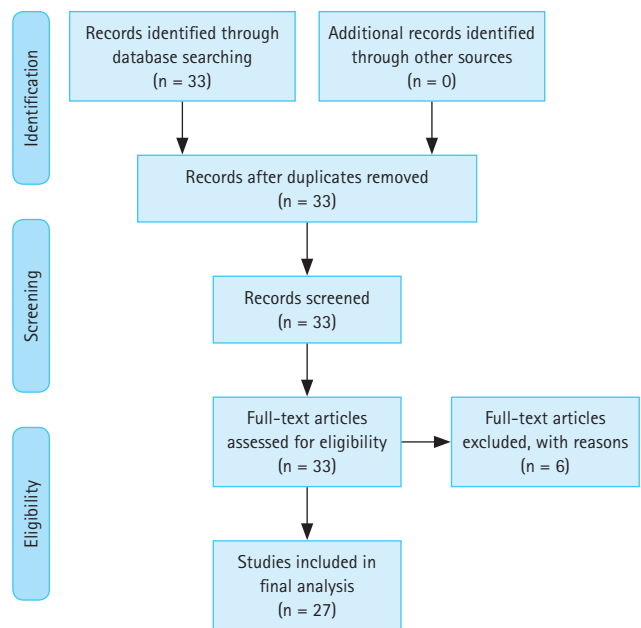 Identification
Records identified through
database searching
(n = 33)
Additional records identified
through other sources
(n = 0)
Records after duplicates removed
(n = 33)
Screening
Records screened
(n = 33)
Eligibility
Full-text articles
assessed for eligibility
(n = 33)
Full-text articles
excluded, with reasons
(n = 6)
Studies included in
final analysis
(n = 27)